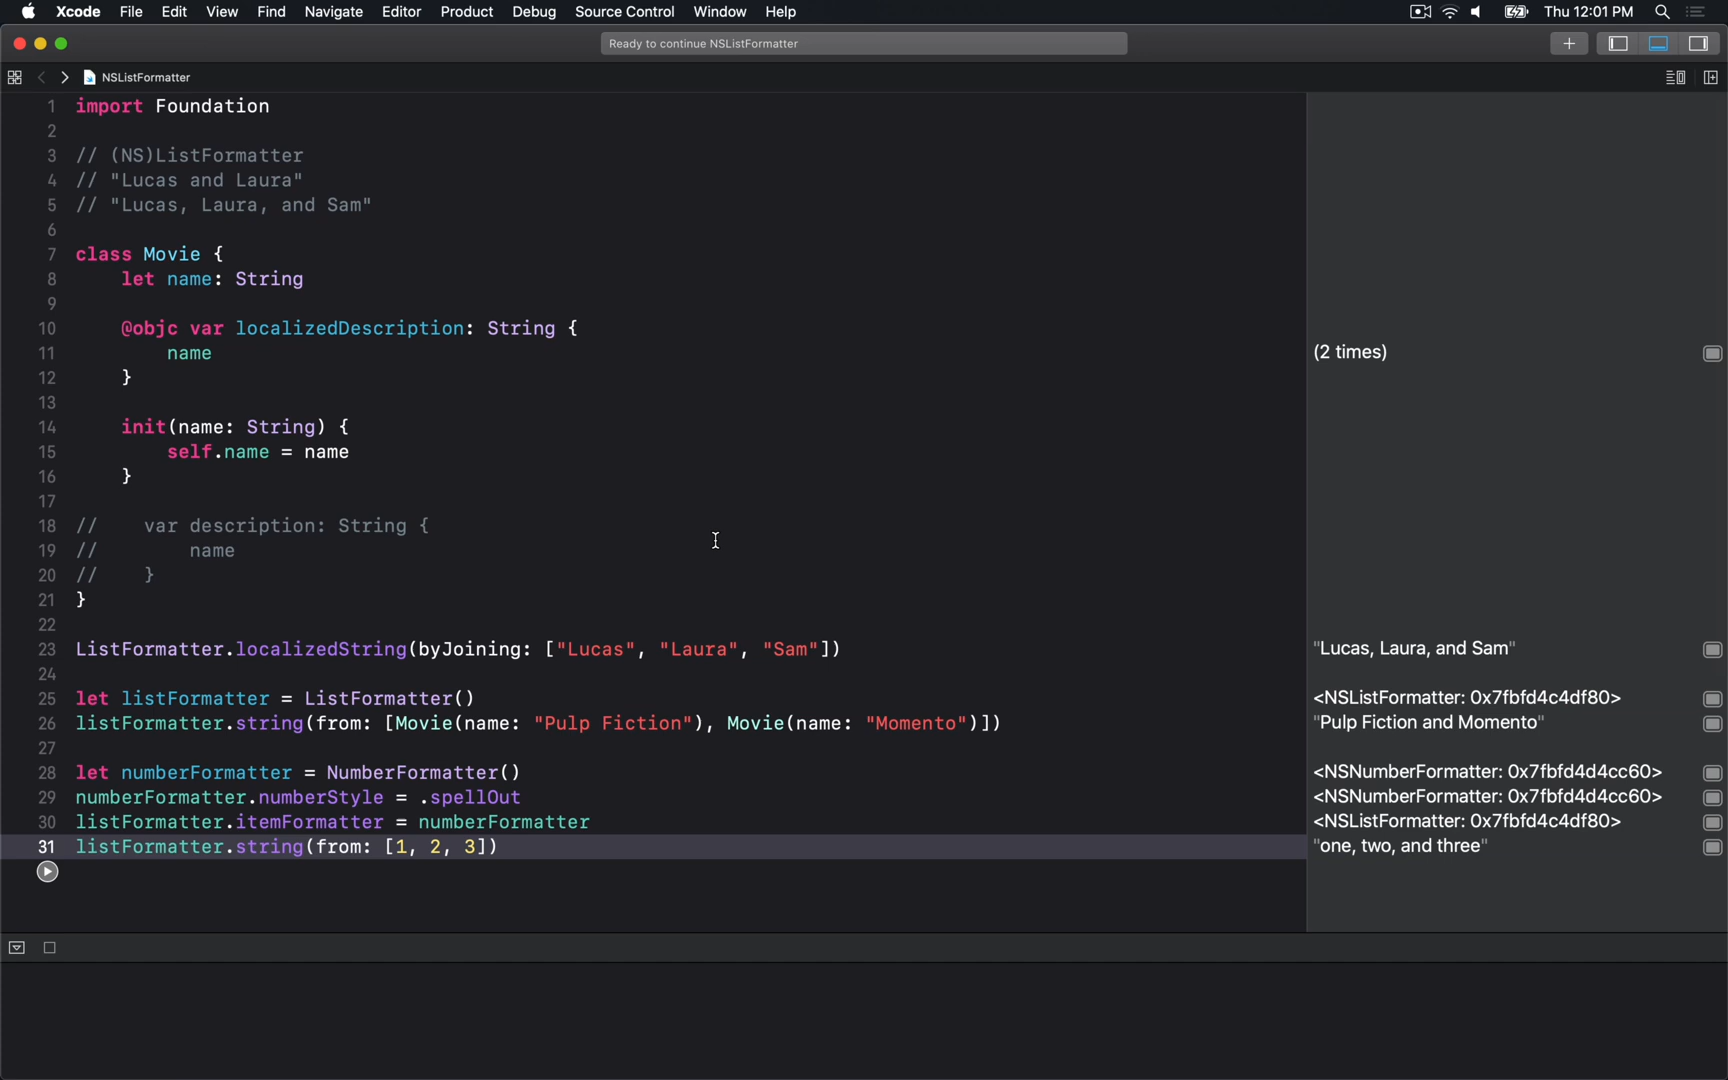 Xcode File Edit View Find Navigate Editor Product Debug Source Control Window Help Thu 12:01 PM
Ready to continue NSListFormatter
NSListFormatter
1 import Foundation
2
3 // (NS)ListFormatter
4 // "Lucas and Laura"
5 // "Lucas, Laura, and Sam"
6
7 class Movie {
8 let name: String
9
10 @objc var localizedDescription: String {
11 name (2 times)
12 }
13
14 init(name: String) {
15 self.name = name
16 }
17
18 // var description: String {
19 // name
20 // }
21 }
22
23 ListFormatter.localizedString(byJoining: ["Lucas", "Laura", "Sam"]) "Lucas, Laura, and Sam"
24
25 let listFormatter = ListFormatter() <NSListFormatter: 0x7fbfd4c4df80>
26 listFormatter.string(from: [Movie(name: "Pulp Fiction"), Movie(name: "Momento")]) "Pulp Fiction and Momento"
27
28 let numberFormatter = NumberFormatter() <NSNumberFormatter: 0x7fbfd4d4cc60>
29 numberFormatter.numberStyle = .spellOut <NSNumberFormatter: 0x7fbfd4d4cc60>
30 listFormatter.itemFormatter = numberFormatter <NSListFormatter: 0x7fbfd4c4df80>
31 listFormatter.string(from: [1, 2, 3]) "one, two, and three"